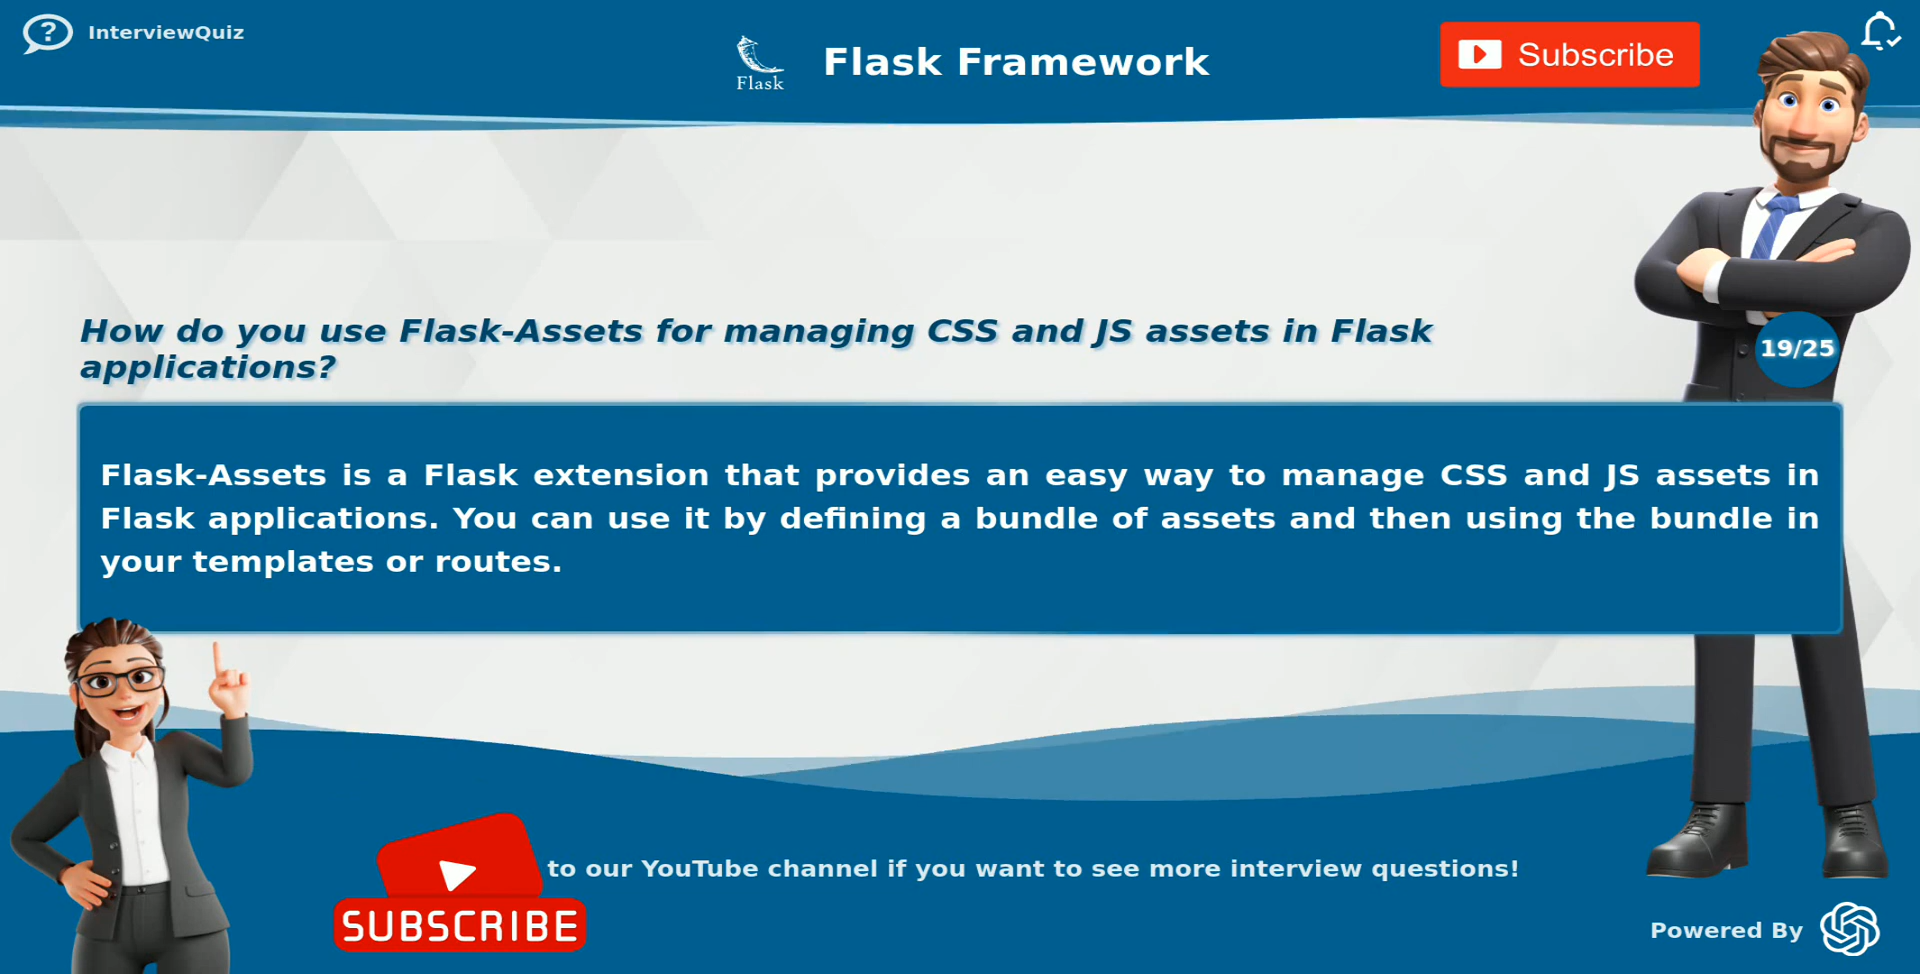 InterviewQuiz
Flask
Flask Framework
Subscribe
How do you use Flask-Assets for managing CSS and JS assets in Flask
applications?
19/25
Flask-Assets is a Flask extension that provides an easy way to manage CSS and JS assets in
Flask applications. You can use it by defining a bundle of assets and then using the bundle in
your templates or routes.
to our YouTube channel if you want to see more interview questions!
SUBSCRIBE
Powered By